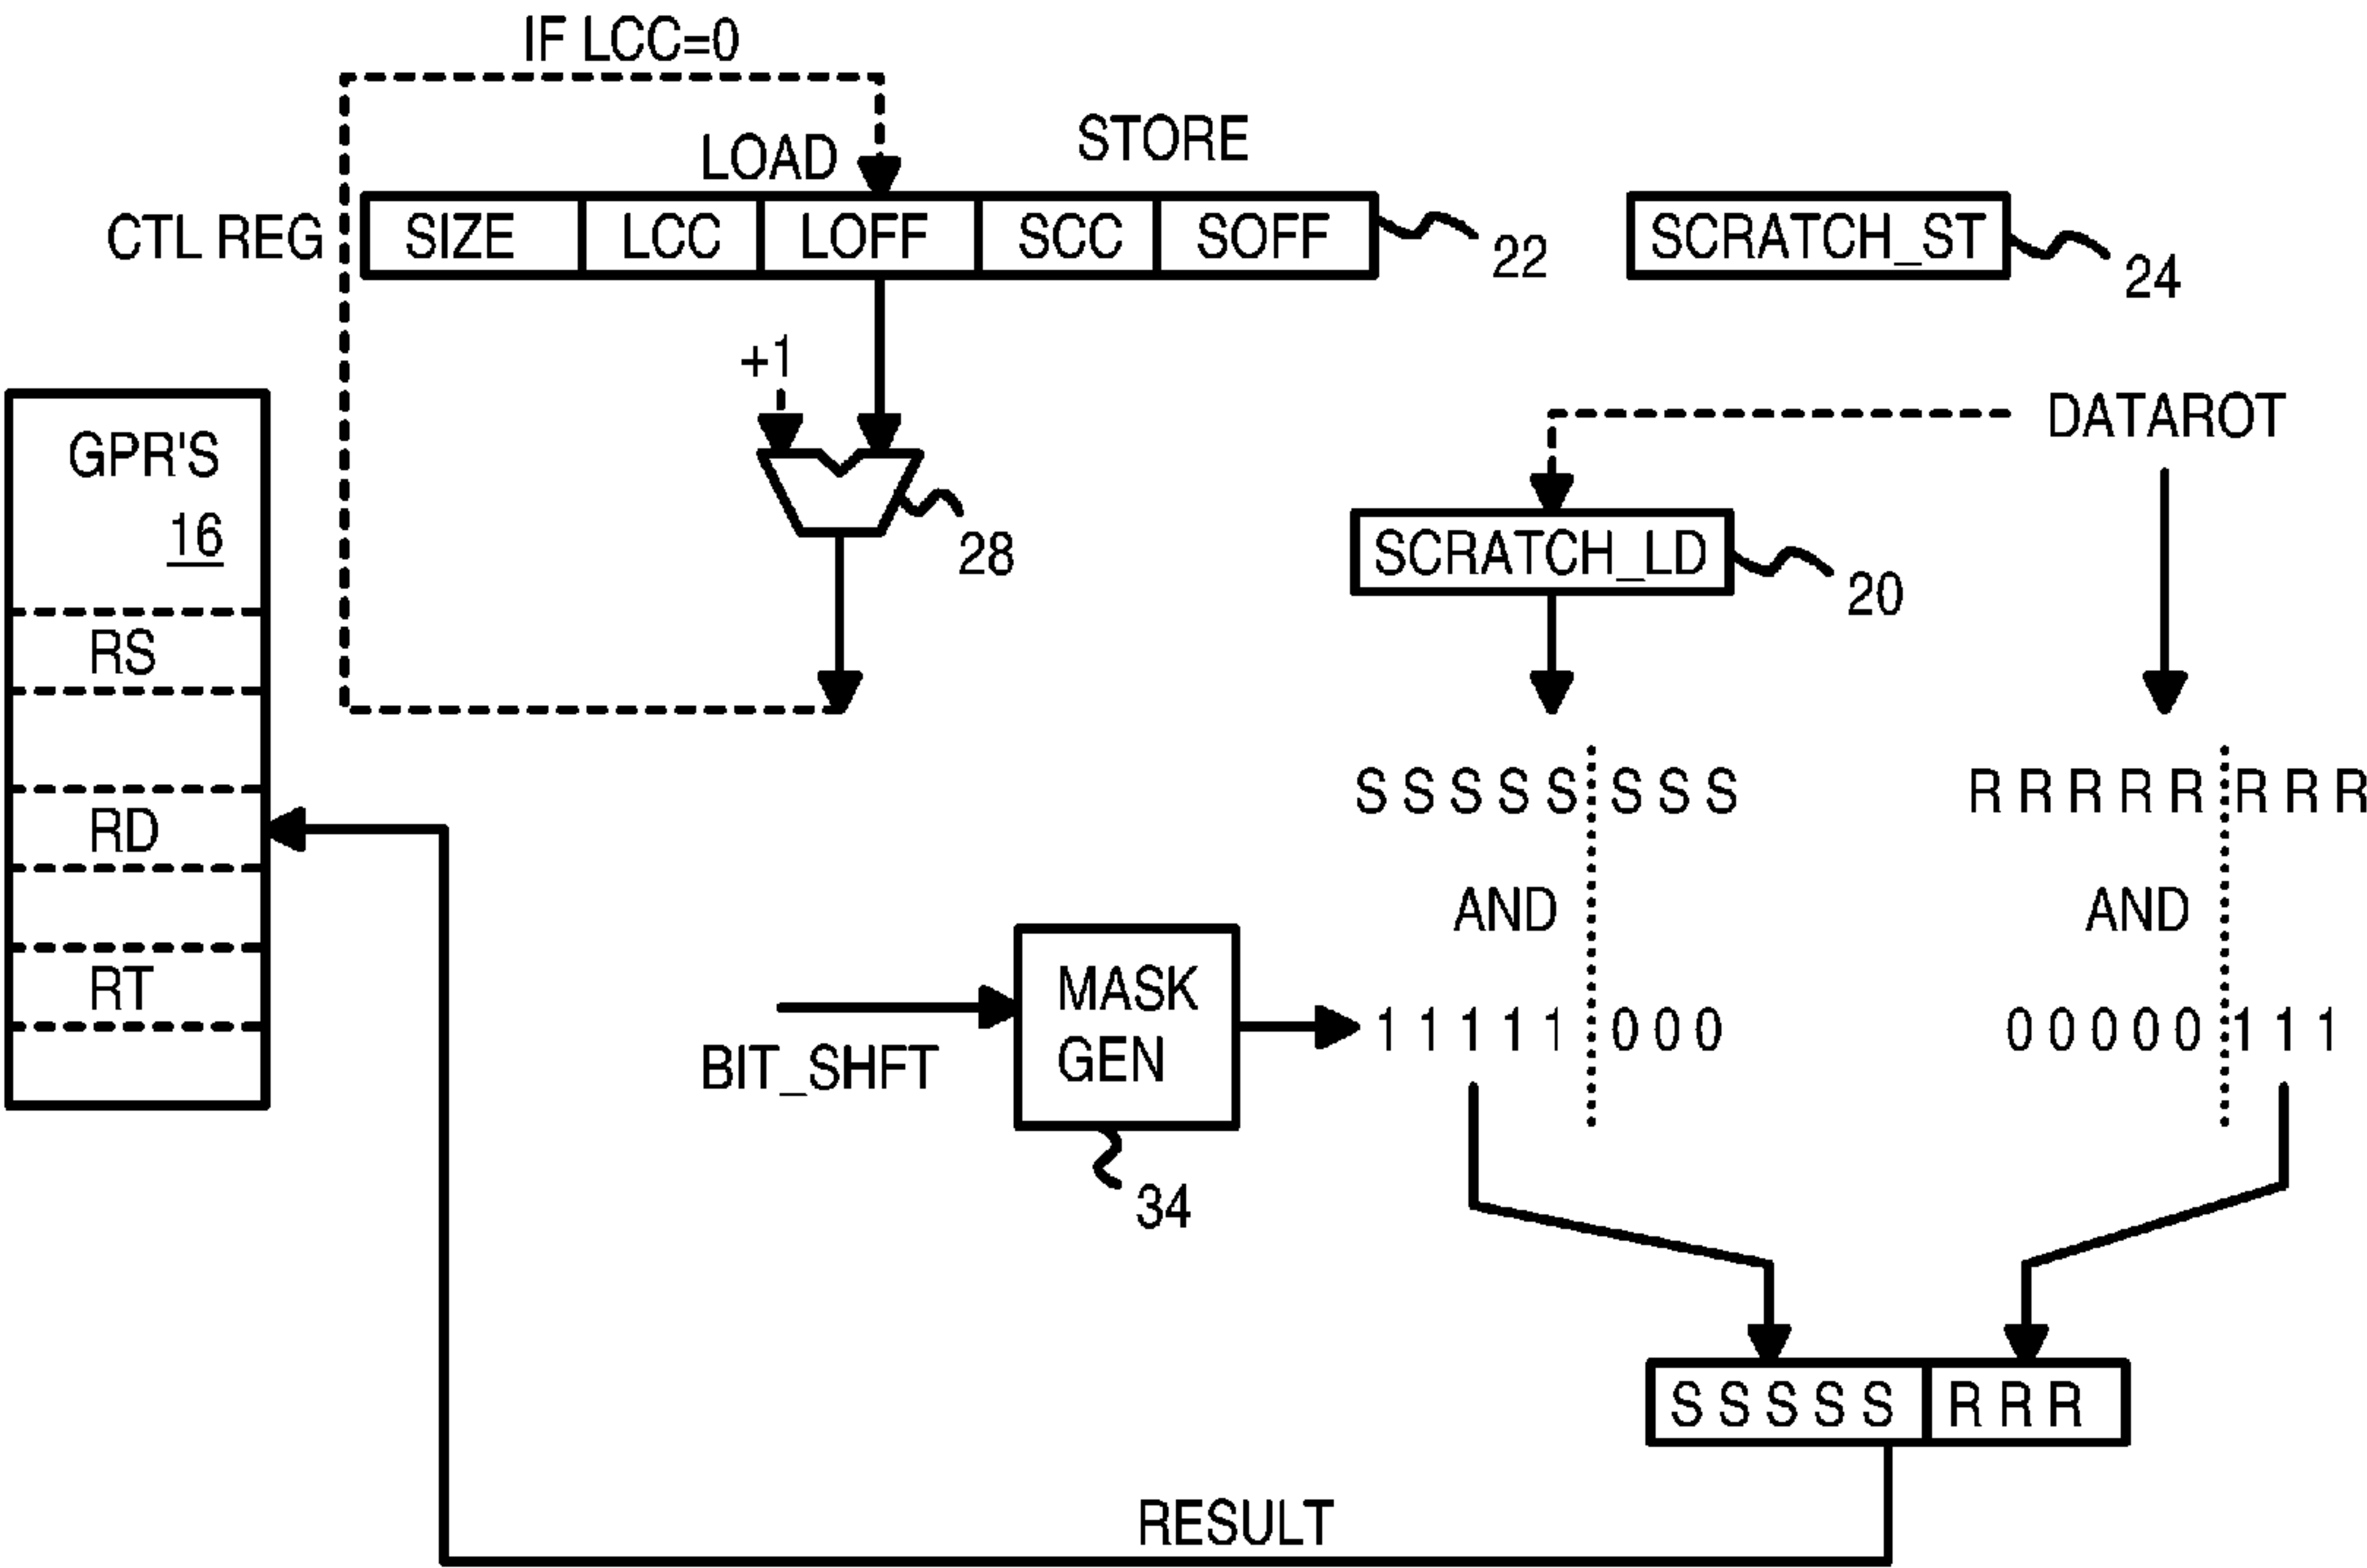 IF LCC=0
LOAD
STORE
CTL REG
SIZE LCC LOFF SCC SOFF
22
SCRATCH_ST
24
+1
28
DATAROT
GPR'S
16
SCRATCH_LD
20
RS
RD
RT
S S S S S S S S
R R R R R R R R
AND
AND
BIT_SHFT
MASK
GEN
34
1 1 1 1 1 0 0 0
0 0 0 0 0 1 1 1
S S S S S R R R
RESULT